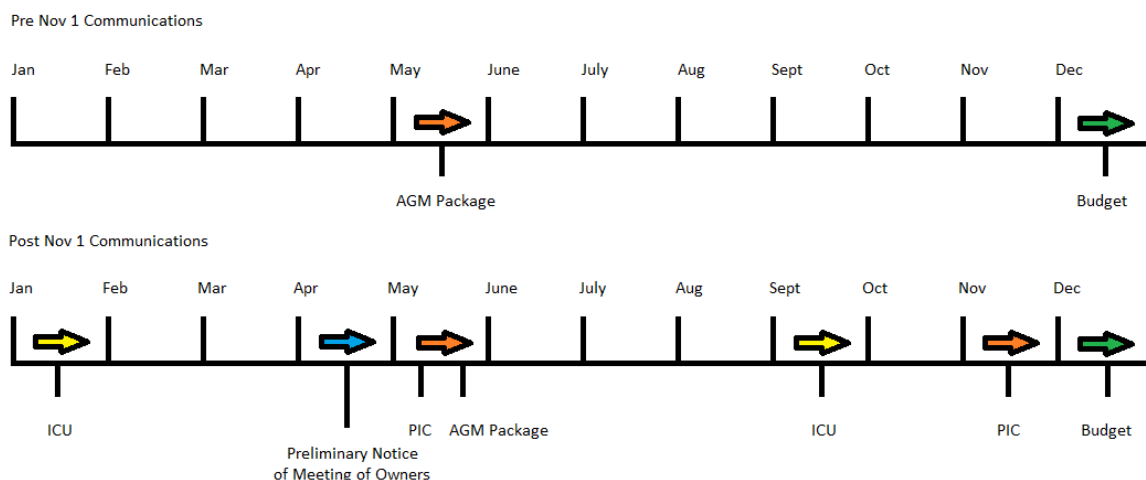 Pre Nov 1 Communications
Jan Feb Mar Apr May June July Aug Sept Oct Nov Dec
AGM Package Budget
Post Nov 1 Communications
Jan Feb Mar Apr May June July Aug Sept Oct Nov Dec
ICU PIC AGM Package ICU PIC Budget
Preliminary Notice
of Meeting of Owners